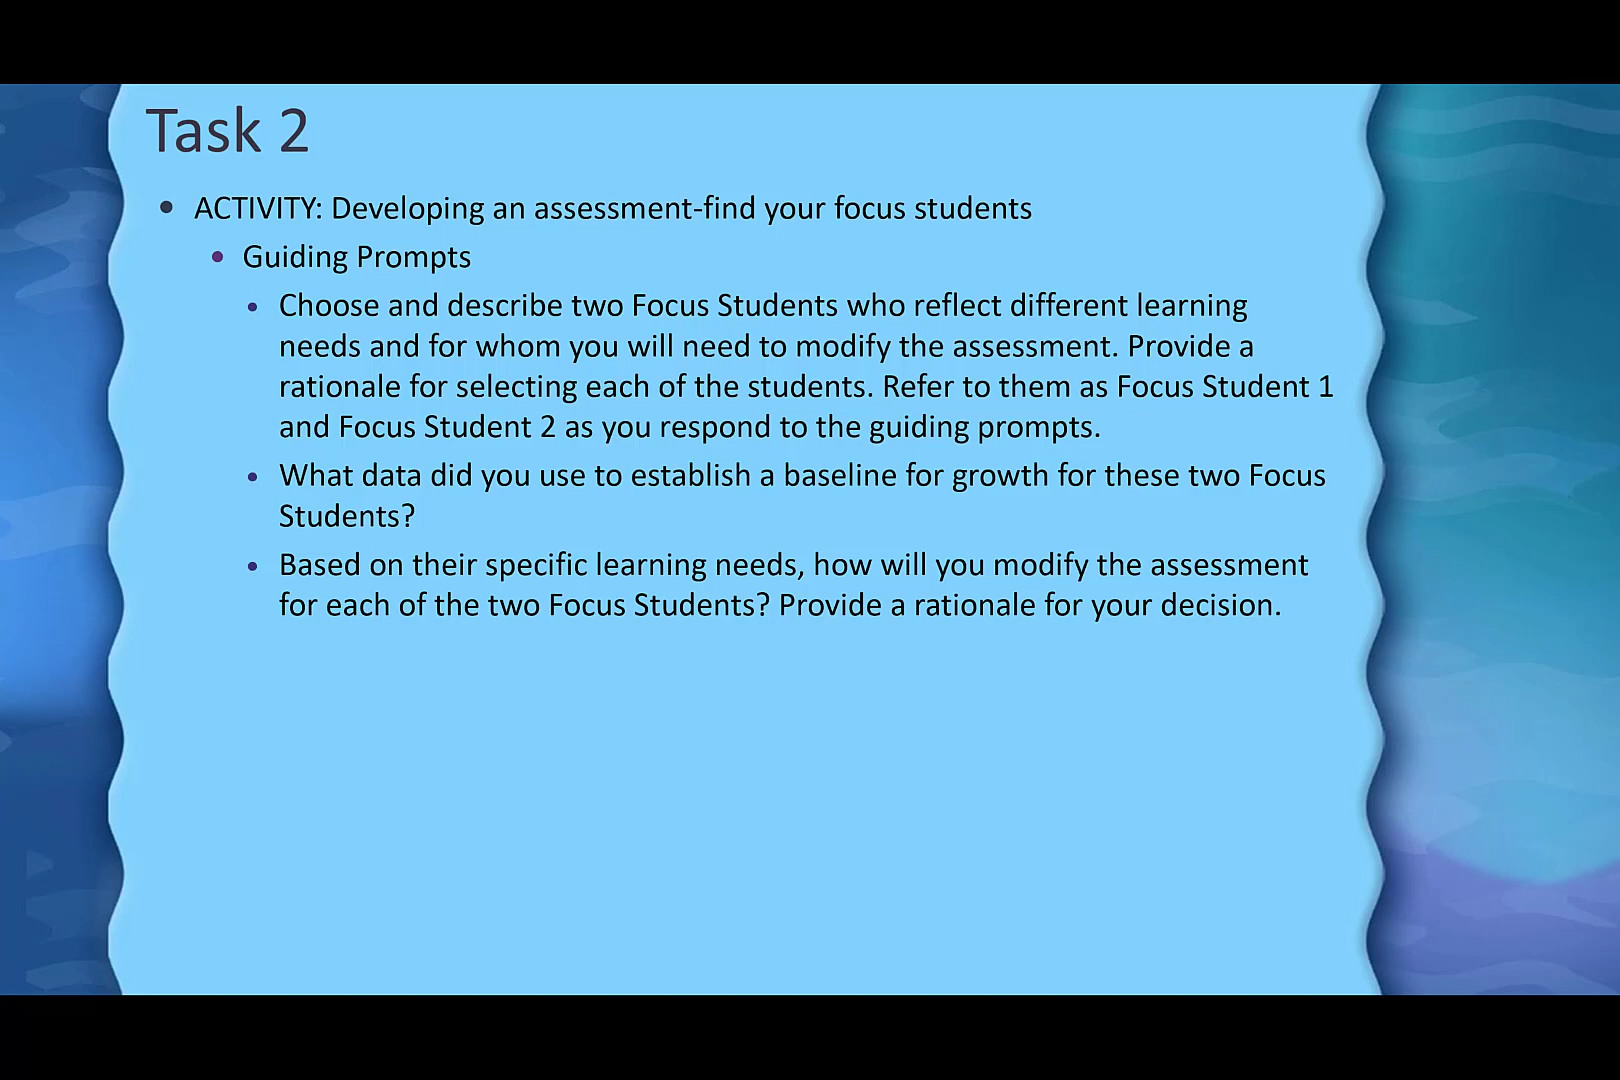 Task 2
ACTIVITY: Developing an assessment-find your focus students
Guiding Prompts
Choose and describe two Focus Students who reflect different learning
needs and for whom you will need to modify the assessment. Provide a
rationale for selecting each of the students. Refer to them as Focus Student 1
and Focus Student 2 as you respond to the guiding prompts.
What data did you use to establish a baseline for growth for these two Focus
Students?
Based on their specific learning needs, how will you modify the assessment
for each of the two Focus Students? Provide a rationale for your decision.